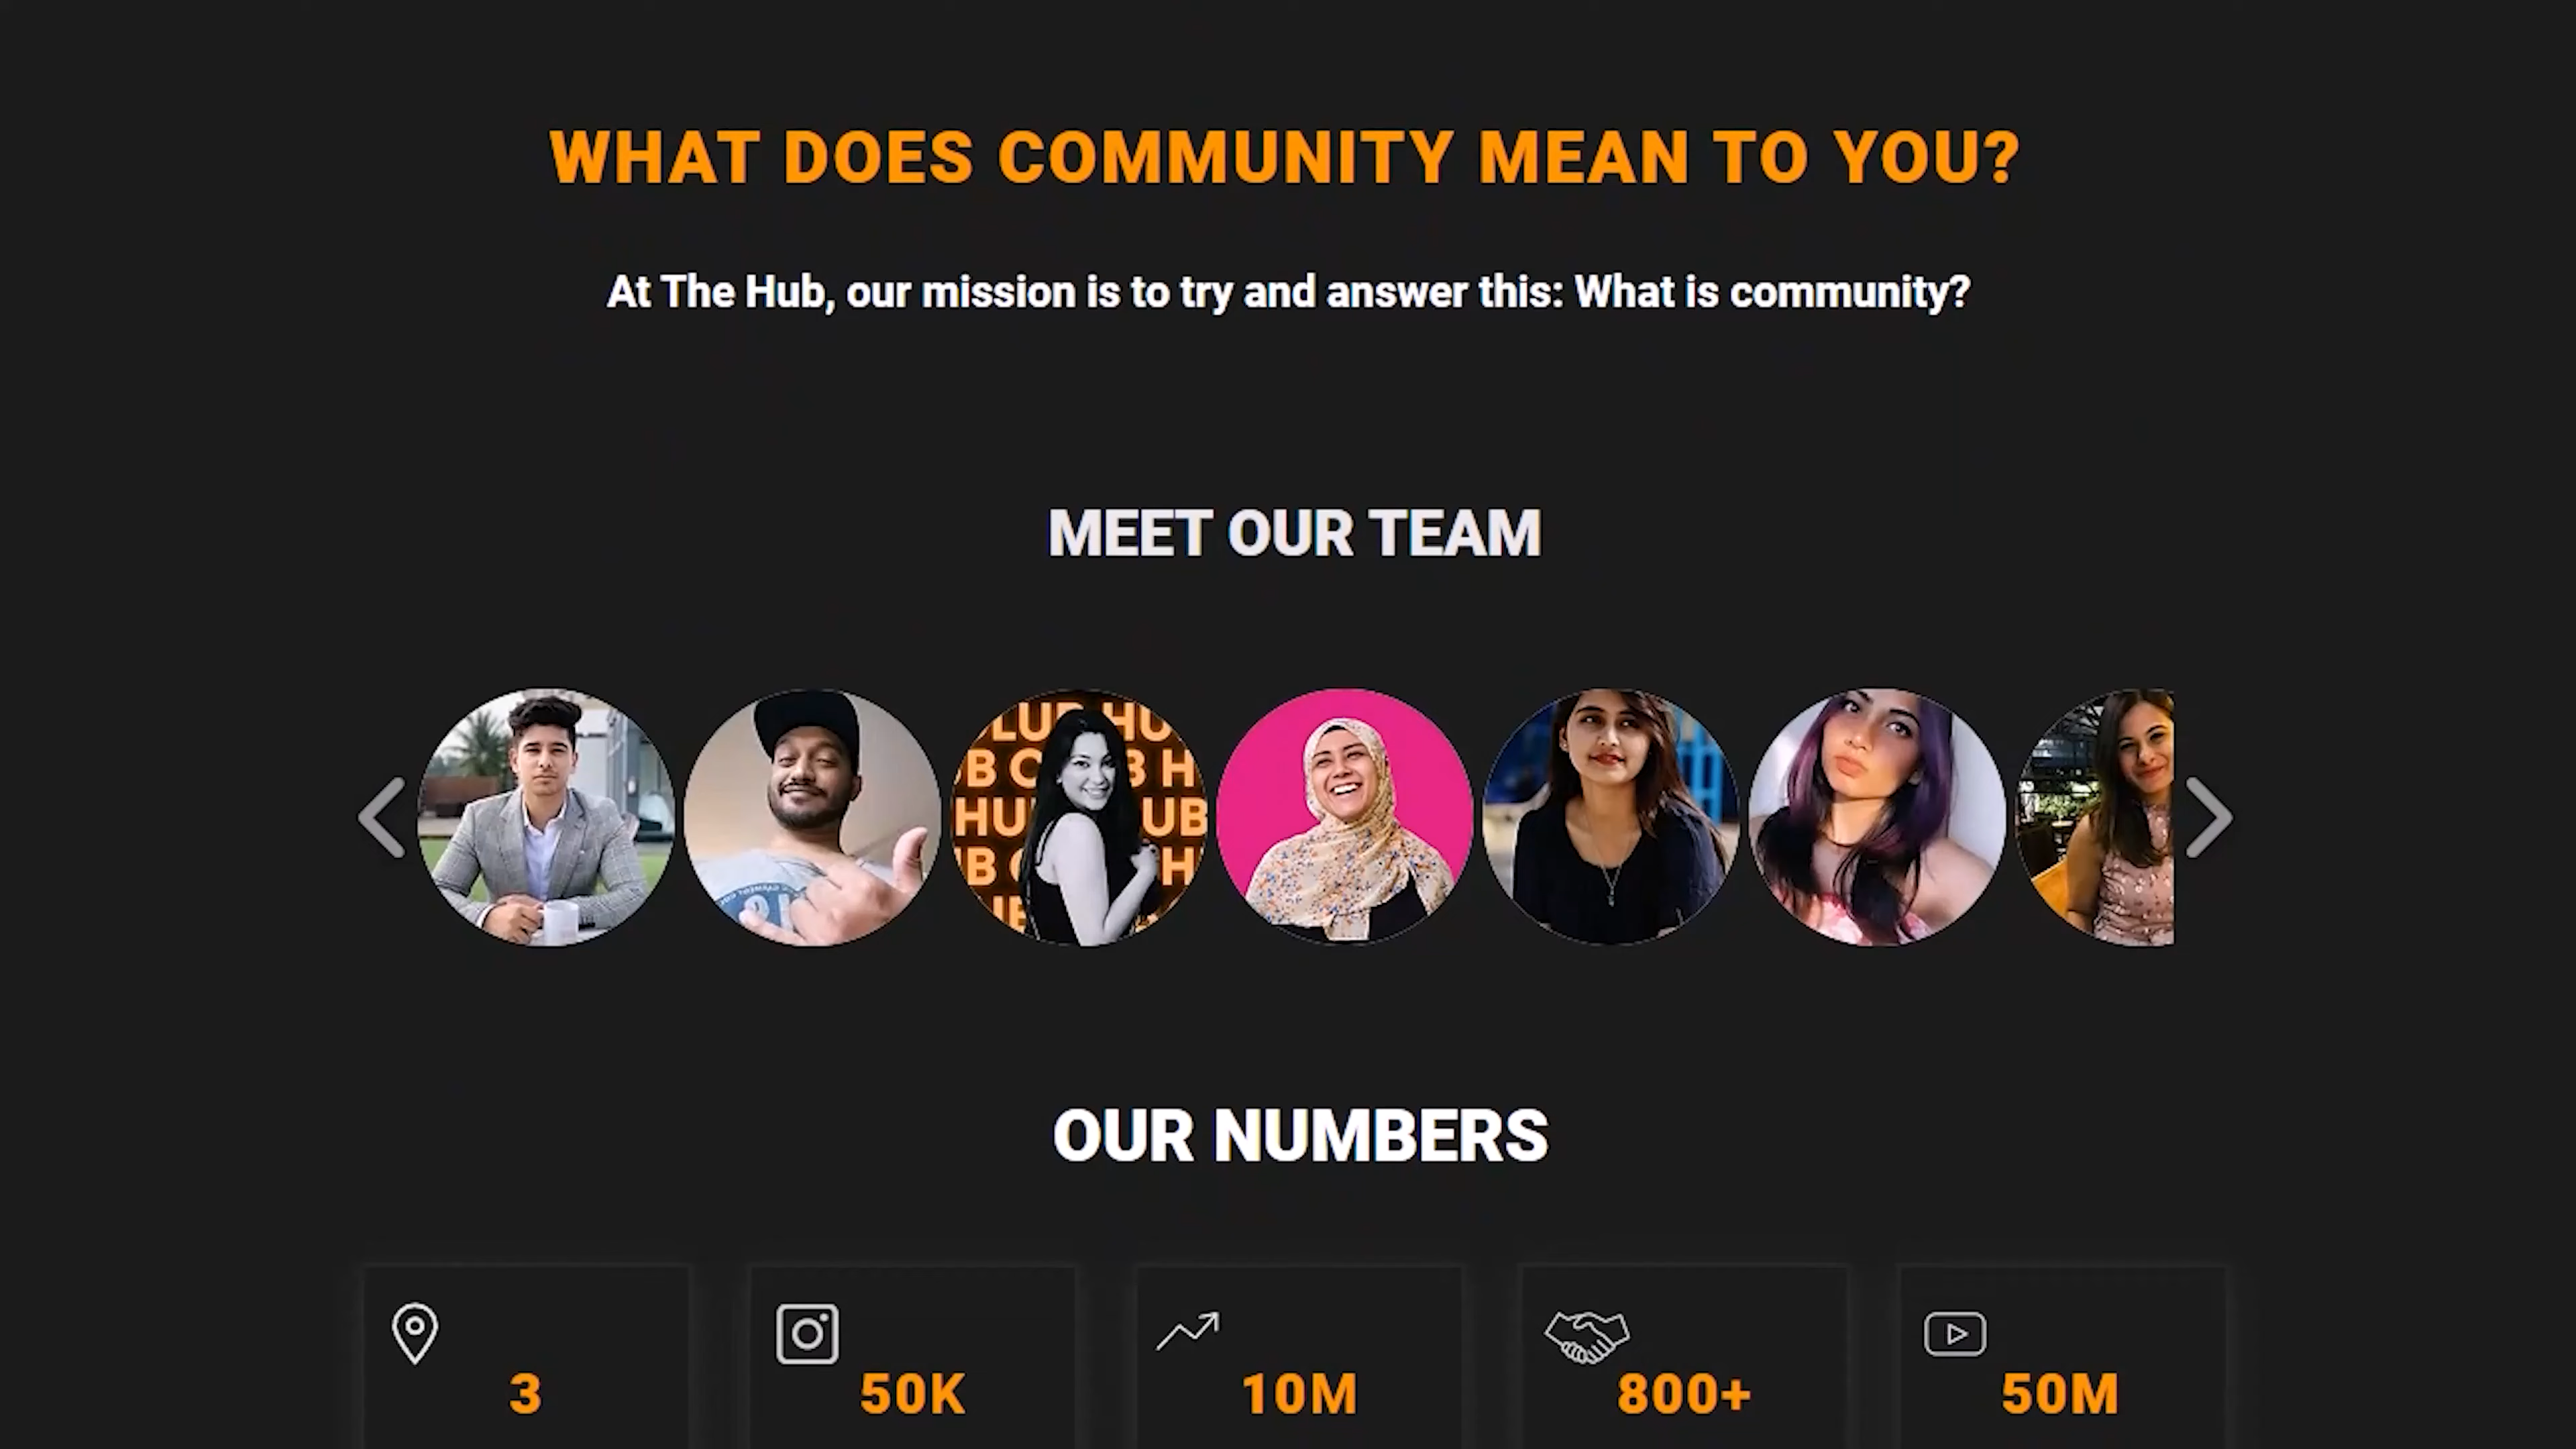 WHAT DOES COMMUNITY MEAN TO YOU?
At The Hub, our mission is to try and answer this: What is community?
MEET OUR TEAM
OUR NUMBERS
3
50K
10M
800+
50M